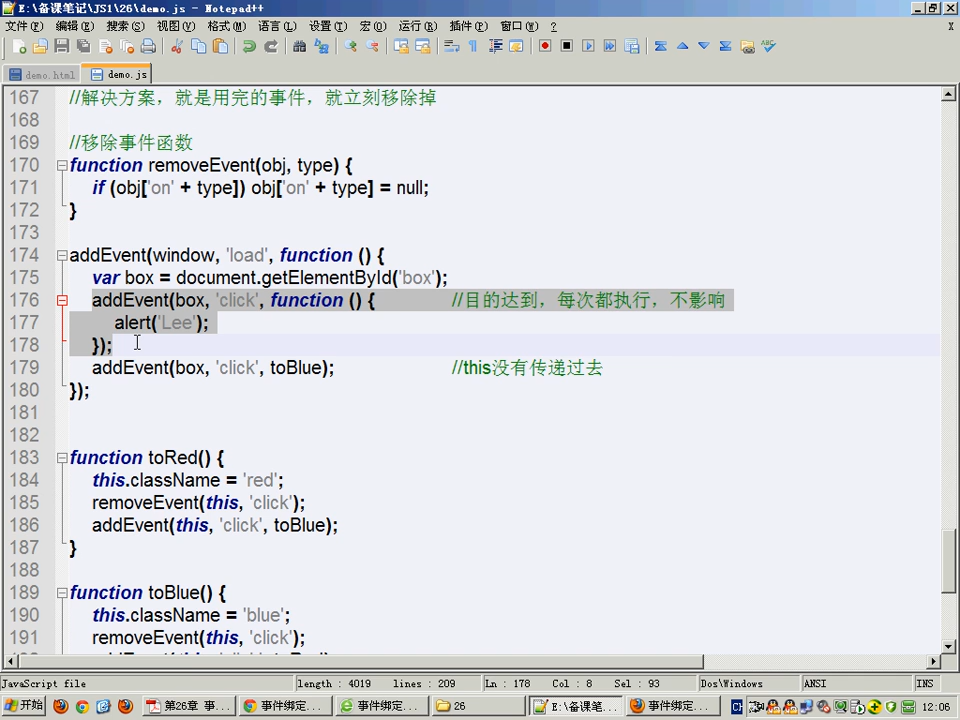 E:\备课笔记\JS1\26\demo.js - Notepad++
文件(F) 编辑(E) 搜索(S) 视图(V) 格式(M) 语言(L) 设置(T) 宏(O) 运行(R) 插件(P) 窗口(W) ?
demo.html demo.js
167 //解决方案，就是用完的事件，就立刻移除掉
168
169 //移除事件函数
170 function removeEvent(obj, type) {
171 if (obj['on' + type]) obj['on' + type] = null;
172 }
173
174 addEvent(window, 'load', function () {
175 var box = document.getElementById('box');
176 addEvent(box, 'click', function () { //目的达到，每次都执行，不影响
177 alert('Lee');
178 });
179 addEvent(box, 'click', toBlue); //this没有传递过去
180 });
181
182
183 function toRed() {
184 this.className = 'red';
185 removeEvent(this, 'click');
186 addEvent(this, 'click', toBlue);
187 }
188
189 function toBlue() {
190 this.className = 'blue';
191 removeEvent(this, 'click');
JavaScript file length : 4019 lines : 209 Ln : 178 Col : 8 Sel : 93 Dos\Windows ANSI INS
开始 第26章 事... 事件绑定... 事件绑定... 26 E:\备课笔... 事件绑定... 12:06